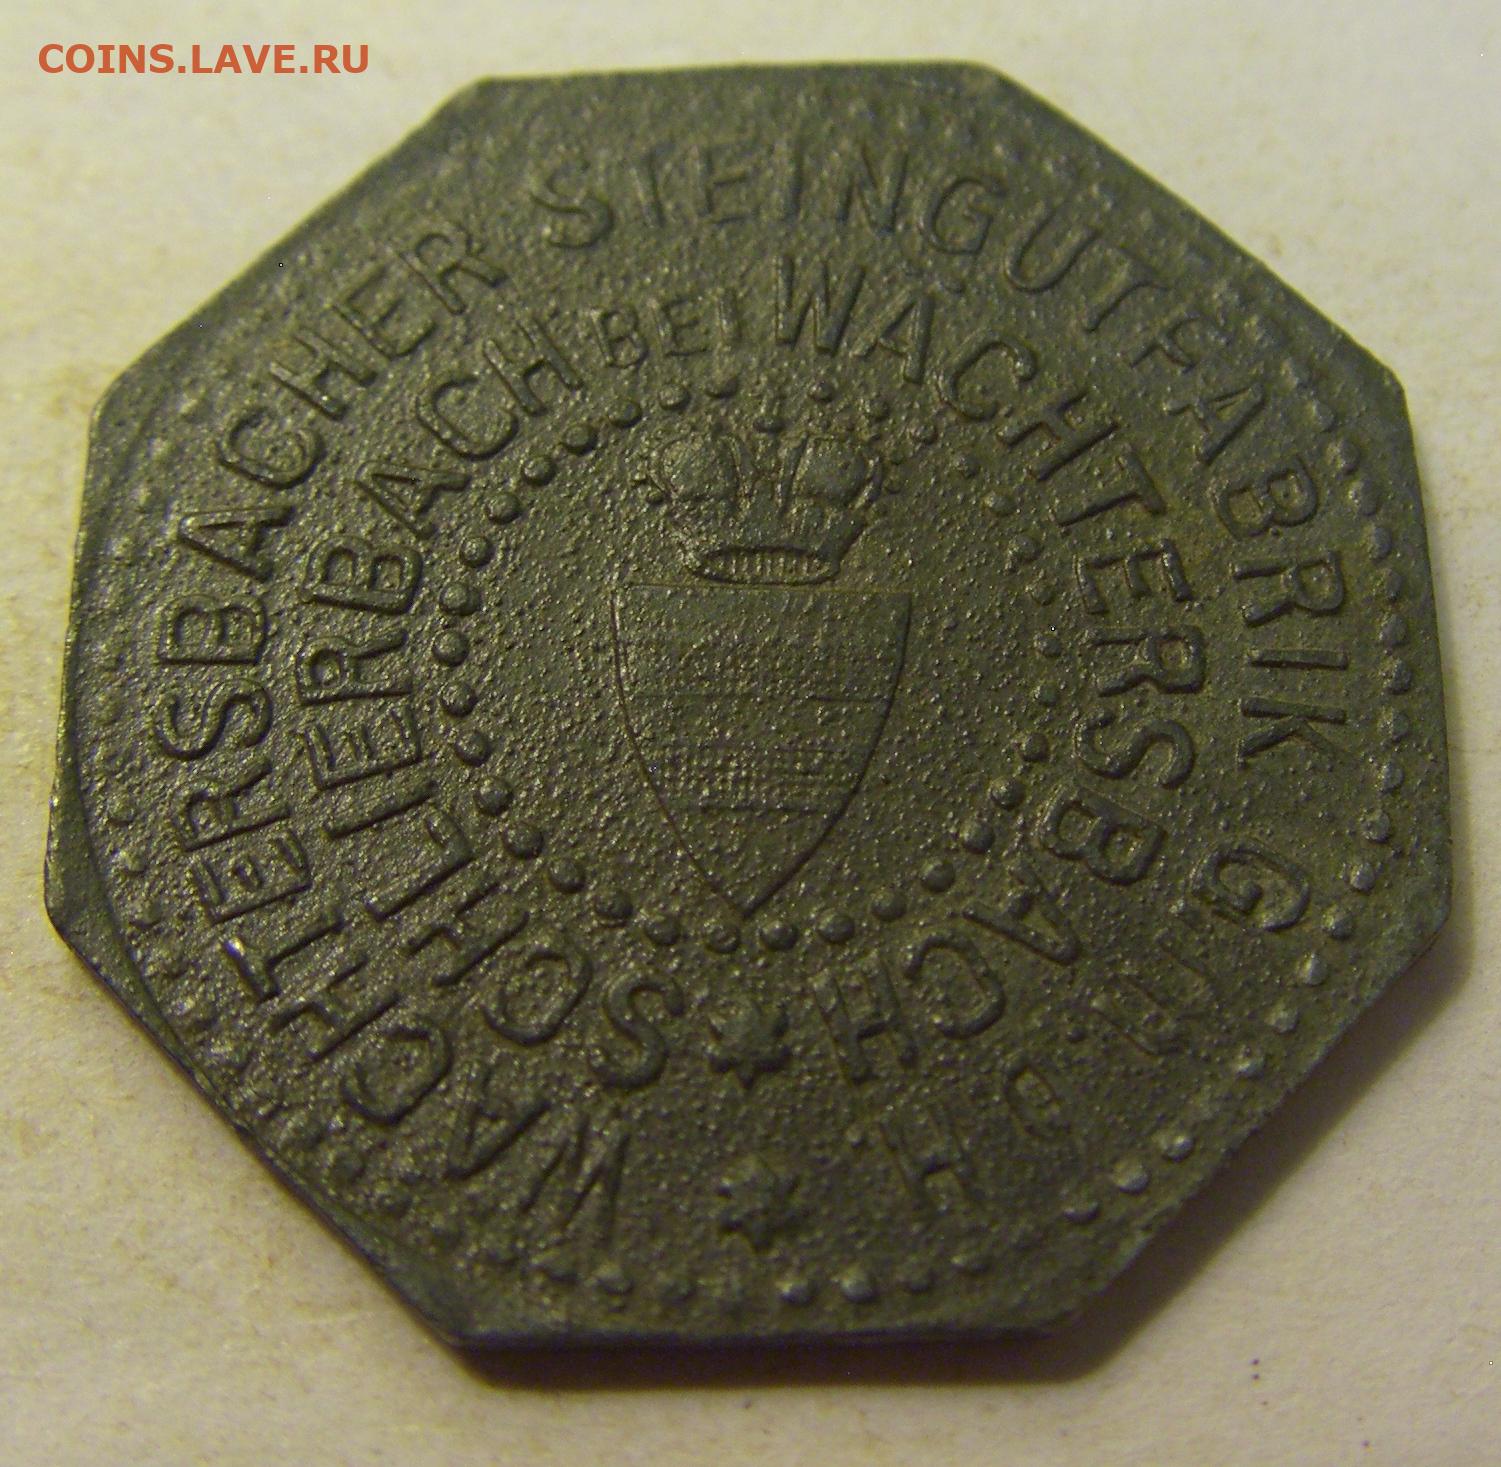 COINS.LAVE.RU
WÄCHTERSBACHER STEINGUTFABRIK G.M.B.H.
SCHLIERBACH BEI WÄCHTERSBACH